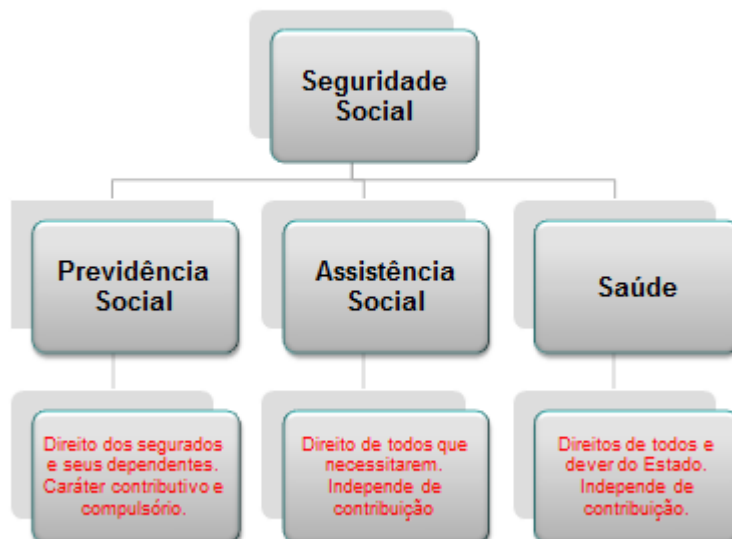 Seguridade
Social
Previdência
Social
Assistência
Social
Saúde
Direito dos segurados
e seus dependentes.
Caráter contributivo e
compulsório.
Direito de todos que
necessitarem.
Independe de
contribuição
Direitos de todos e
dever do Estado.
Independe de
contribuição.